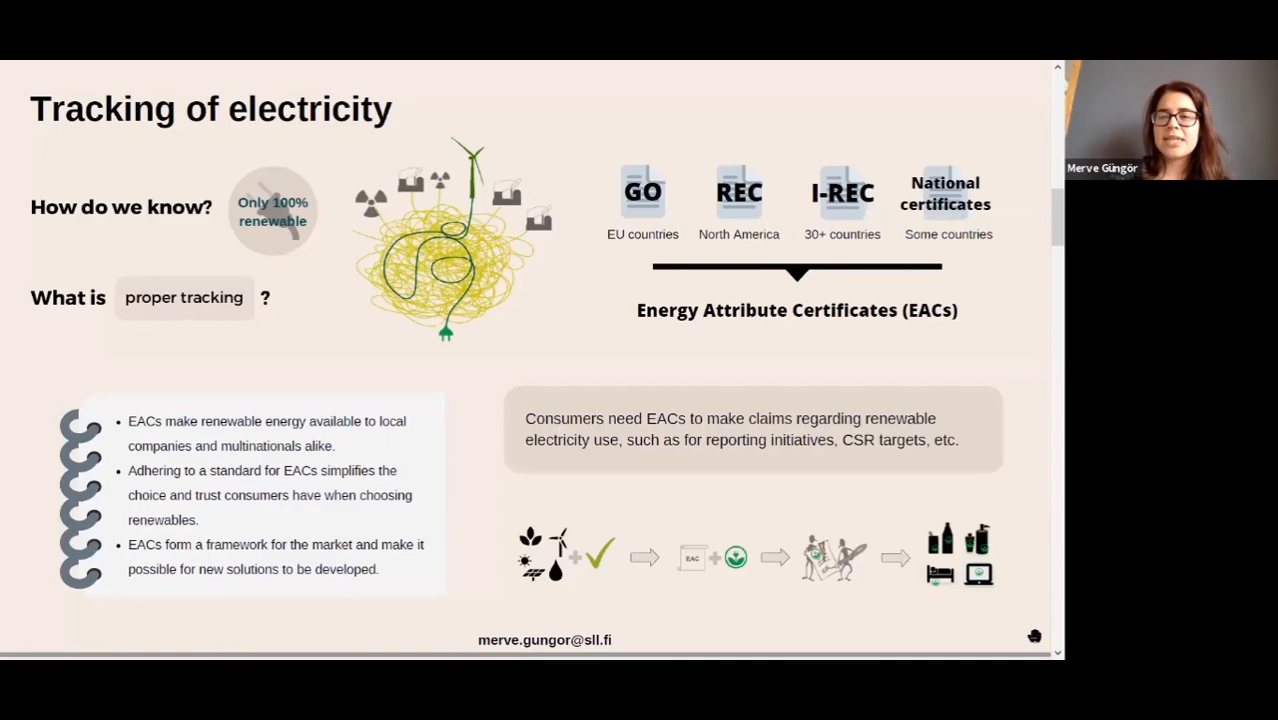 Tracking of electricity
How do we know?
Only 100%
renewable
What is proper tracking ?
GO
REC
I-REC
National
certificates
EU countries
North America
30+ countries
Some countries
Energy Attribute Certificates (EACs)
• EACs make renewable energy available to local
companies and multinationals alike.
• Adhering to a standard for EACs simplifies the
choice and trust consumers have when choosing
renewables.
• EACs form a framework for the market and make it
possible for new solutions to be developed.
Consumers need EACs to make claims regarding renewable
electricity use, such as for reporting initiatives, CSR targets, etc.
EAC
merve.gungor@sll.fi
Merve Güngör